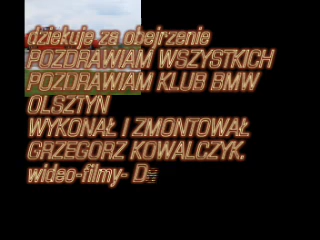 dziekuje za obejrzenie
POZDRAWIAM WSZYSTKICH
POZDRAWIAM KLUB BMW
OLSZTYN
WYKONAŁ I ZMONTOWAŁ
GRZEGORZ KOWALCZYK.
wideo-filmy-